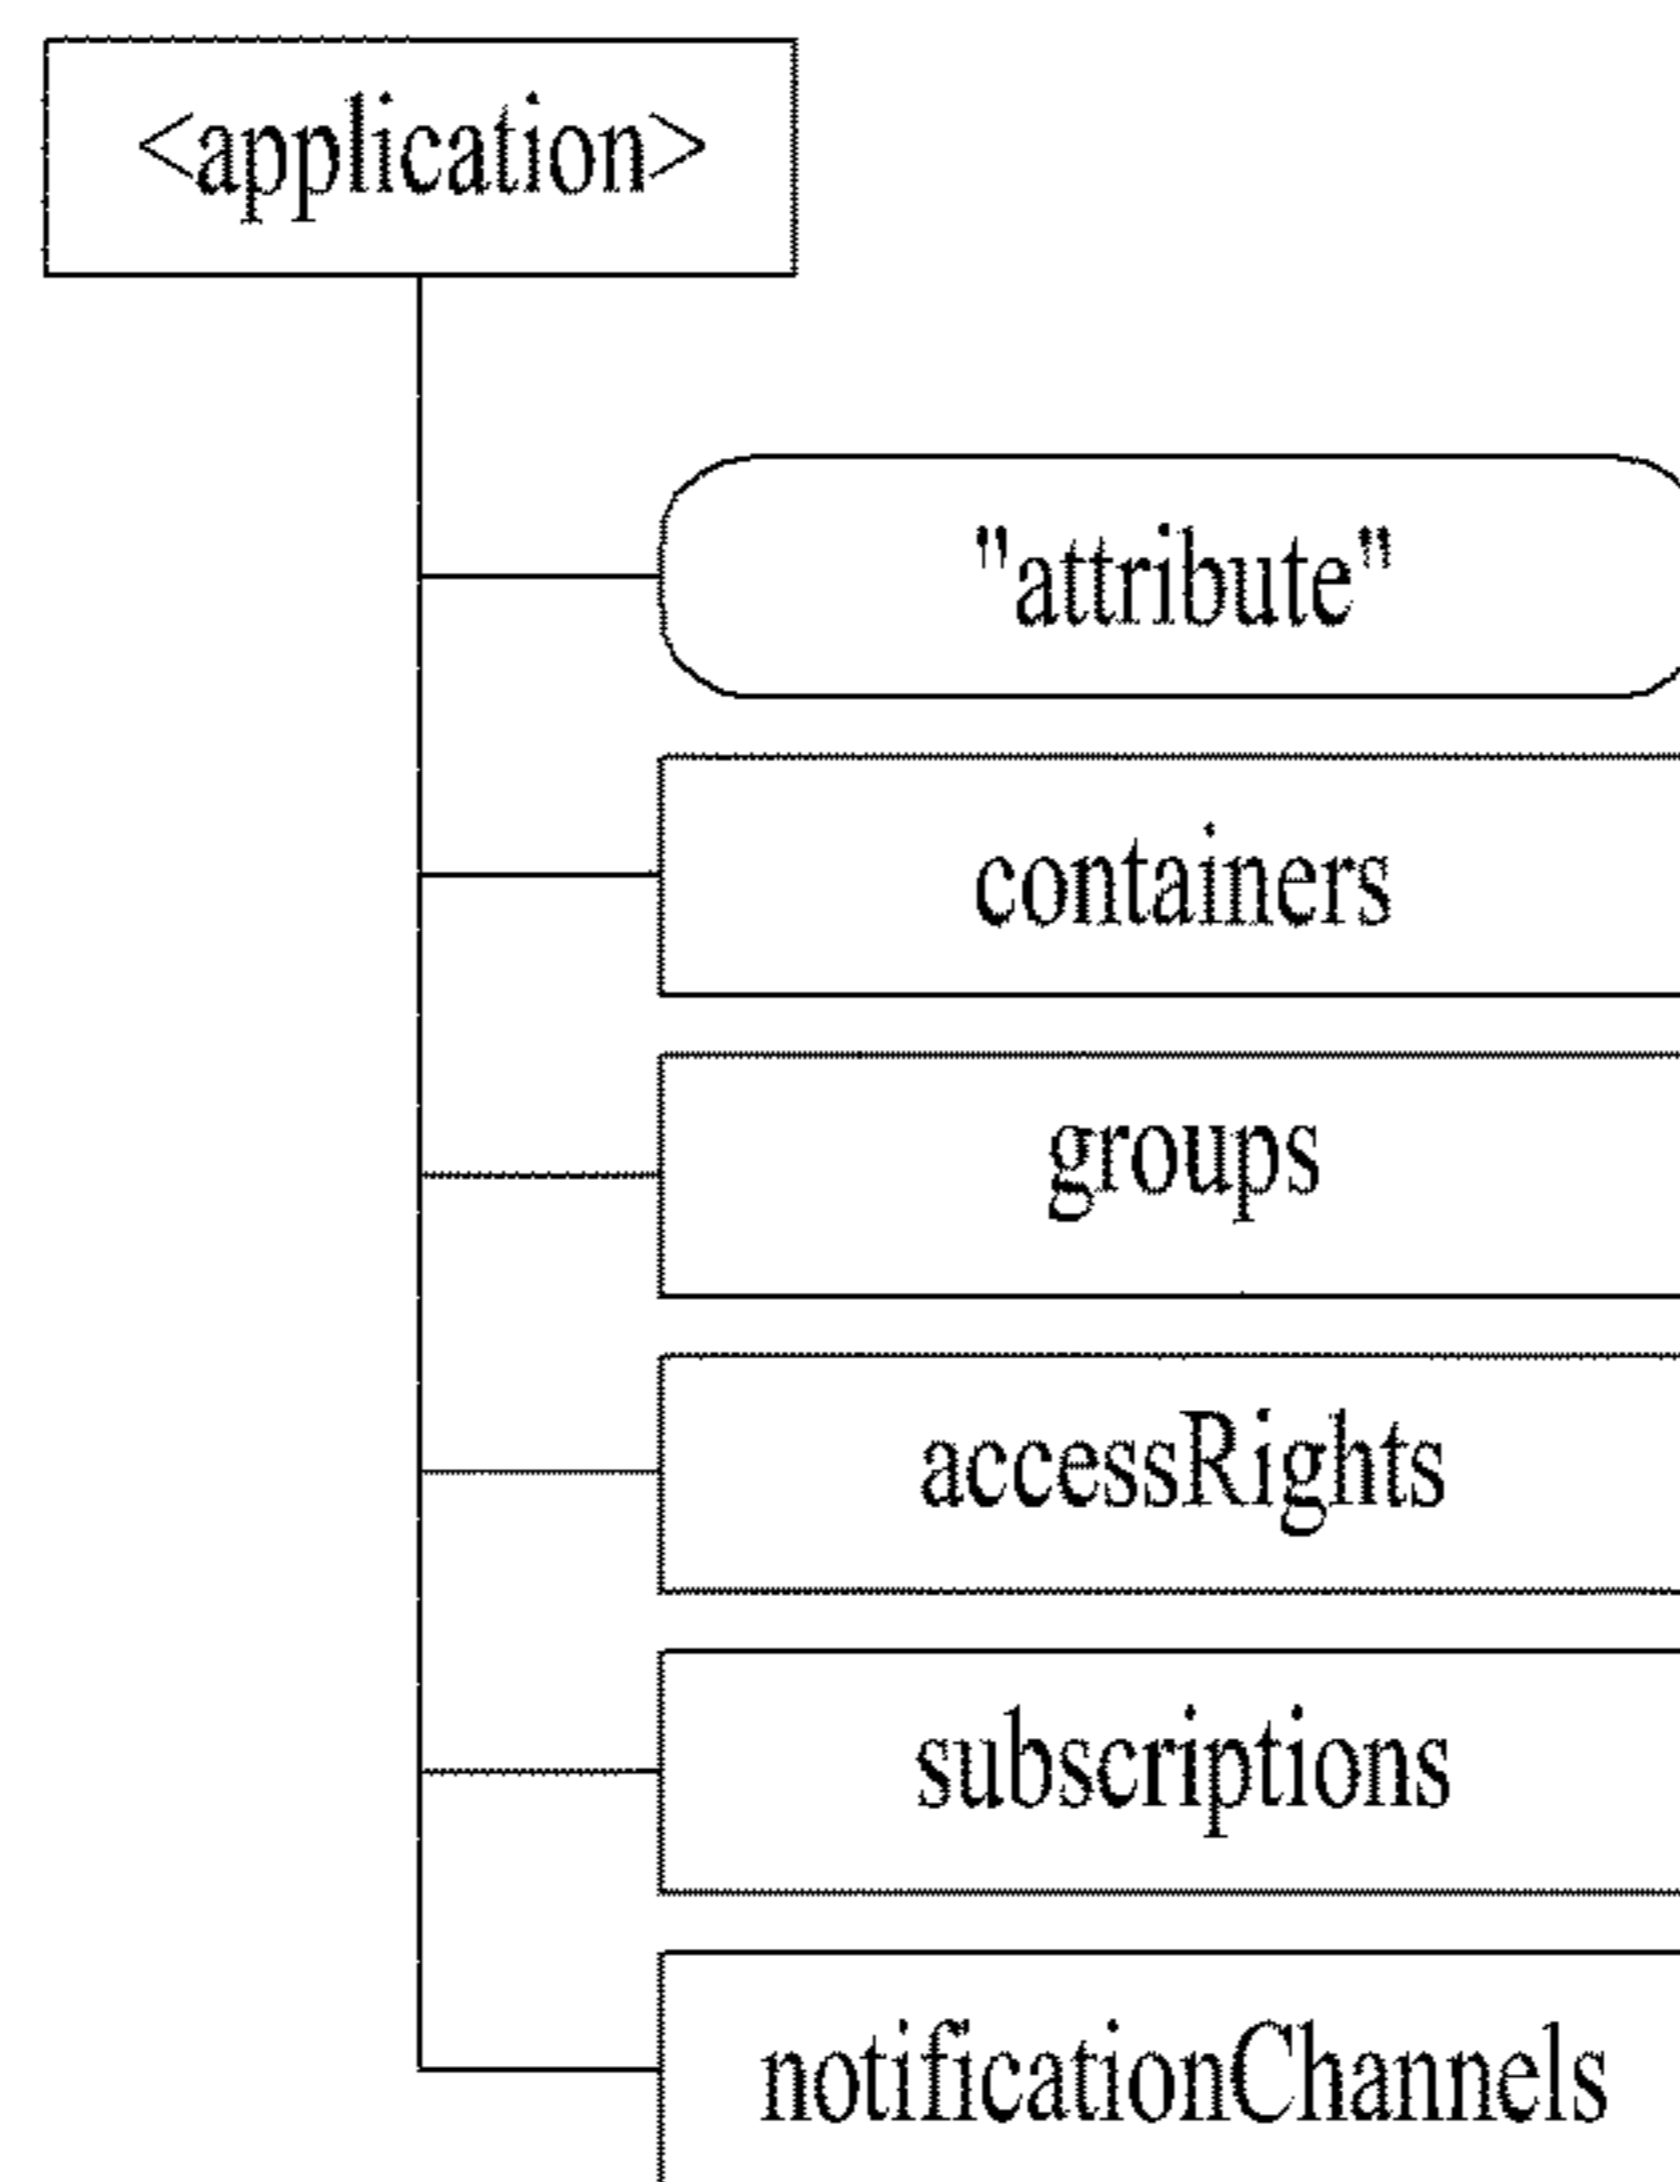 <application>
"attribute"
containers
groups
accessRights
subscriptions
notificationChannels